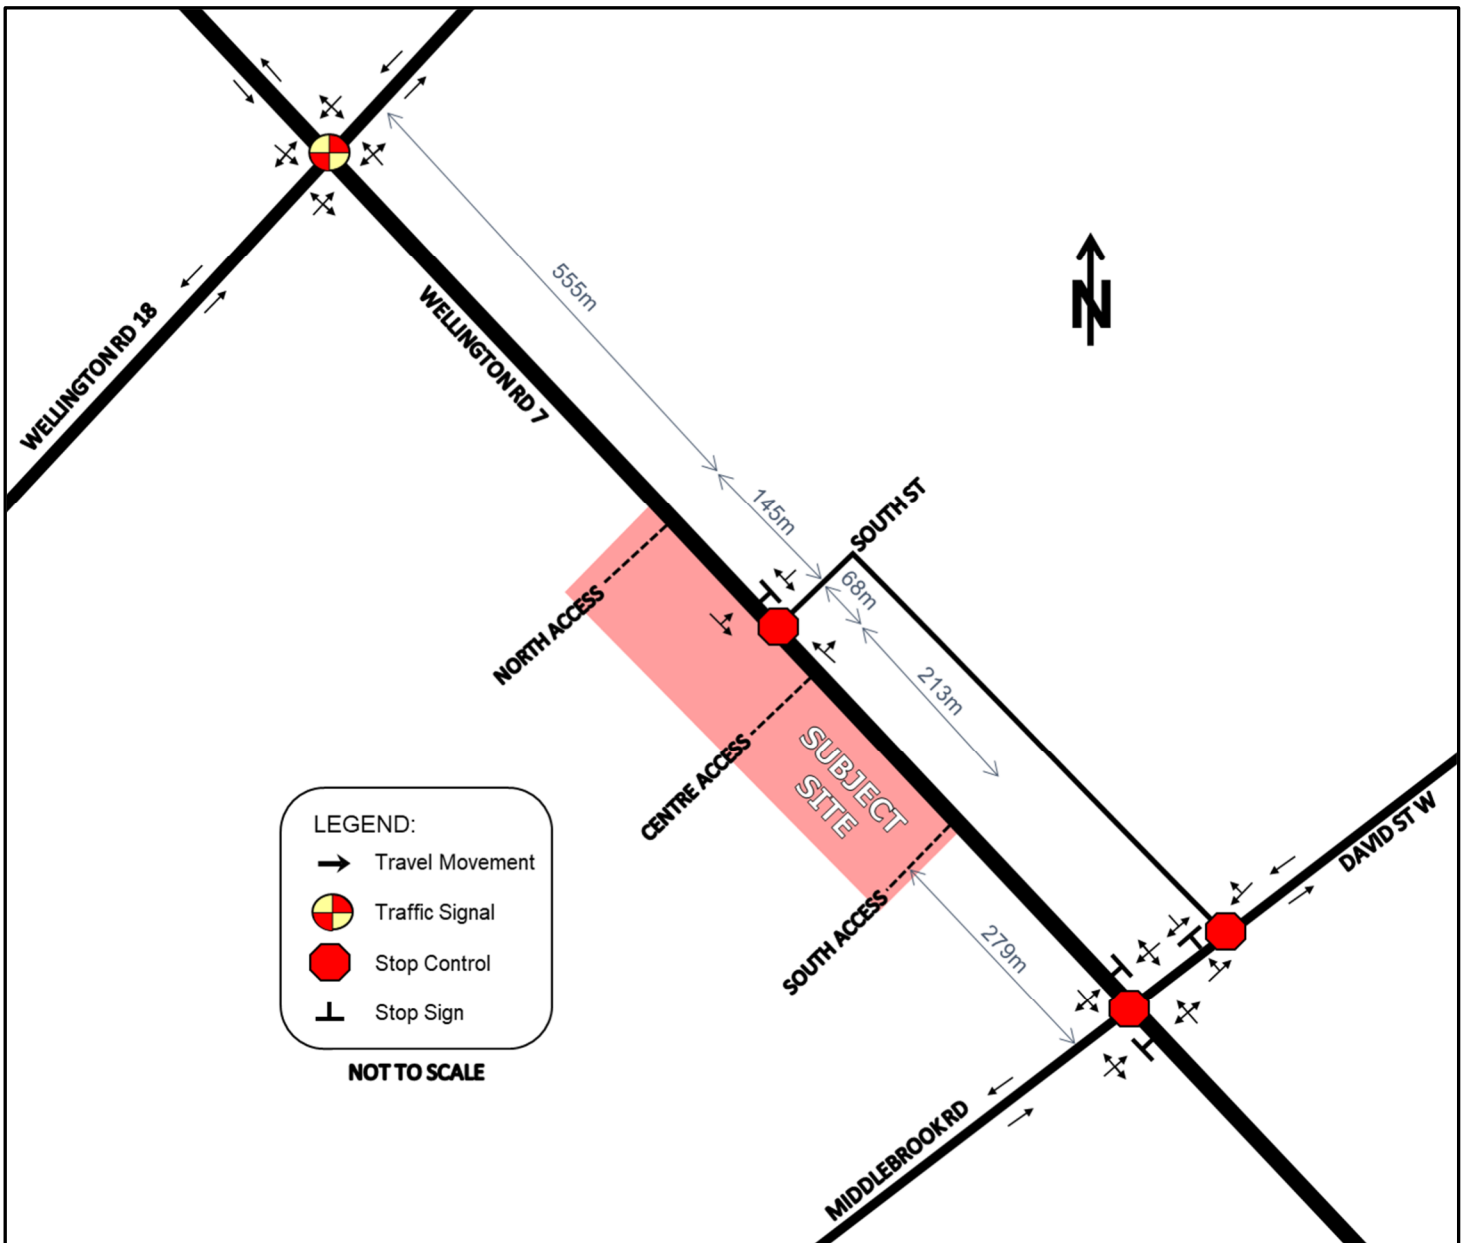 555m
N
WELLINGTON RD 18
WELLINGTON RD 7
145m
SOUTH ST
68m
NORTH ACCESS
213m
CENTRE ACCESS
SUBJECT
SITE
DAVID ST W
LEGEND:
Travel Movement
Traffic Signal
Stop Control
Stop Sign
NOT TO SCALE
SOUTH ACCESS
279m
MIDDLEBROOK RD